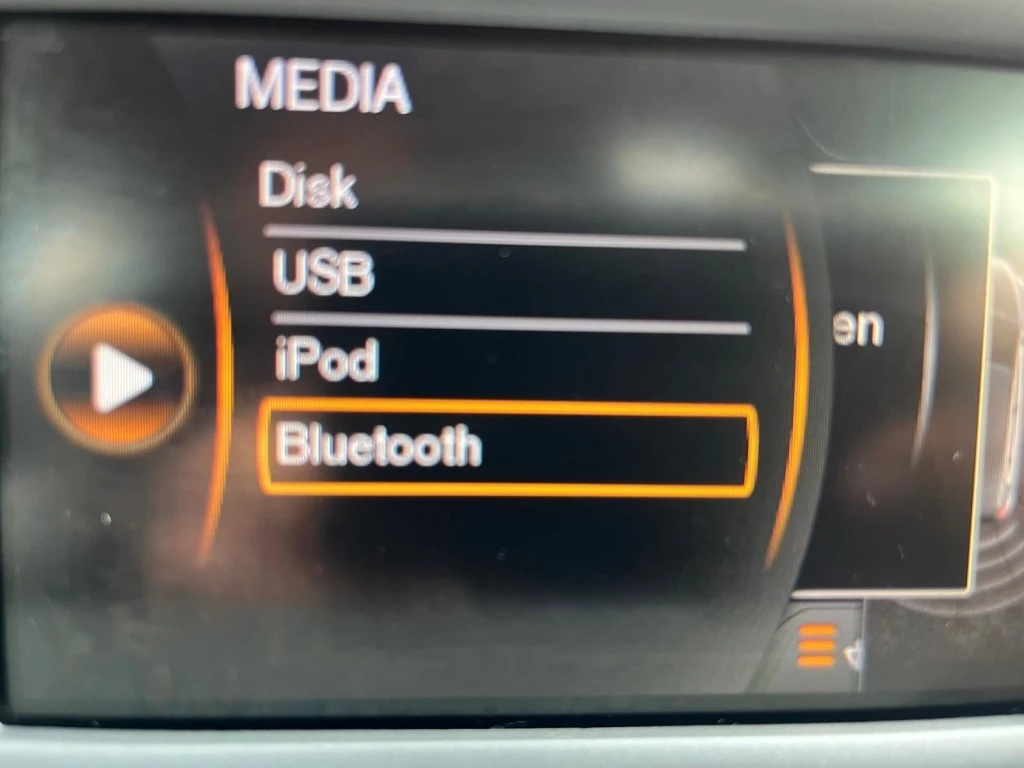 MEDIA
Disk
USB
iPod
en
Bluetooth